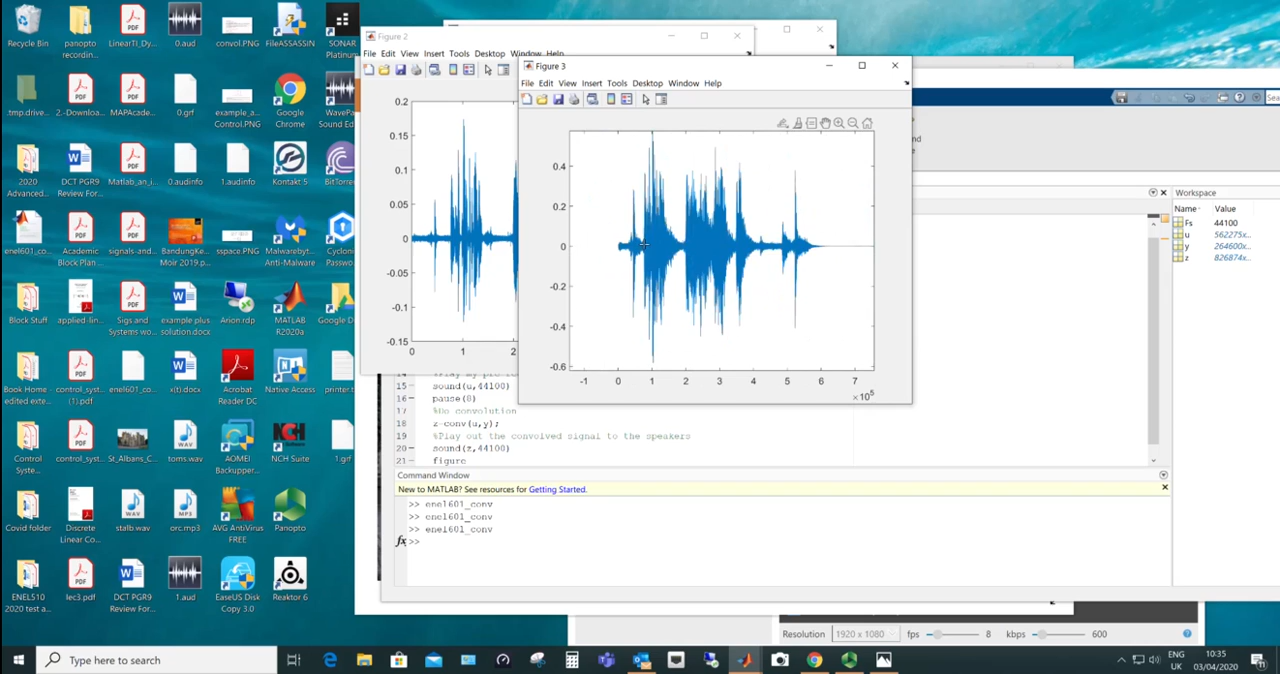 Recycle Bin
panopto recordin...
LinearTI_Dy...
0.aud
convol.PNG
FileASSASSIN
SONAR Platinum
.tmp.drive...
2.-Downloa...
MAPAcade...
0.grf
example_a... Control.PNG
Google Chrome
WavePa... Sound Ed...
2020 Advanced...
DCT PGR9 Review For...
Matlab_an_i...
0.audinfo
1.audinfo
Kontakt 5
BitTorre...
enel601_co...
Academic Block Plan ...
signals-and...
BandungKe... Moir 2019.p...
sspace.PNG
Malwarebyt... Anti-Malware
Cycloni... Passwo...
Block Stuff
applied-lin...
Sigs and Systems wo...
example plus solution.docx
Arion.rdp
MATLAB R2020a
Google D...
Book Home - edited exte...
control_syst... (1).pdf
enel601_co...
x(t).docx
Acrobat Reader DC
Native Access
printer.t...
Control Syste...
control_syst...
St_Albans_C...
toms.wav
AOMEI Backupper...
NCH Suite
1.gif
Covid folder
Discrete Linear Co...
stalb.wav
orc.mp3
AVG AntiVirus FREE
Panopto
ENEL510 2020 test a...
lec3.pdf
DCT PGR9 Review For...
1.aud
EaseUS Disk Copy 3.0
Reaktor 6
Figure 2
File Edit View Insert Tools Desktop Window Help
0.2
0.15
0.1
0.05
0
-0.05
-0.1
-0.15
0 1 2
Figure 3
File Edit View Insert Tools Desktop Window Help
0.4
0.2
0
-0.2
-0.4
-0.6
-1 0 1 2 3 4 5 6 7
×10⁵
15 sound(u,44100)
16 pause(8)
17 %Do convolution
18 z=conv(u,y);
19 %Play out the convolved signal to the speakers
20 sound(z,44100)
21 figure
Command Window
New to MATLAB? See resources for Getting Started.
>> enel601_conv
>> enel601_conv
>> enel601_conv
fx >>
Workspace
Name Value
Fs 44100
u 562275x...
y 264600x...
z 826874x...
Resolution 1920 x 1080 fps 8 kbps 600
Type here to search
ENG
UK
10:35
03/04/2020